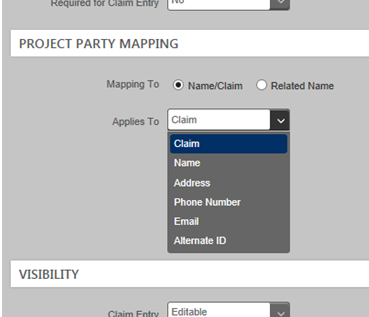 Required for Claim Entry No
PROJECT PARTY MAPPING
Mapping To Name/Claim Related Name
Applies To Claim
Claim
Name
Address
Phone Number
Email
Alternate ID
VISIBILITY
Claim Entry Editable